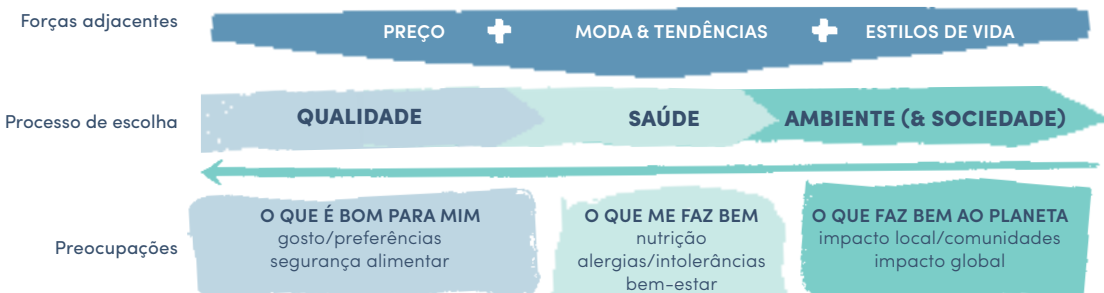 Forças adjacentes
PREÇO + MODA & TENDÊNCIAS + ESTILOS DE VIDA
Processo de escolha
QUALIDADE
SAÚDE
AMBIENTE (& SOCIEDADE)
Preocupações
O QUE É BOM PARA MIM
gosto/preferências
segurança alimentar
O QUE ME FAZ BEM
nutrição
alergias/intolerâncias
bem-estar
O QUE FAZ BEM AO PLANETA
impacto local/comunidades
impacto global